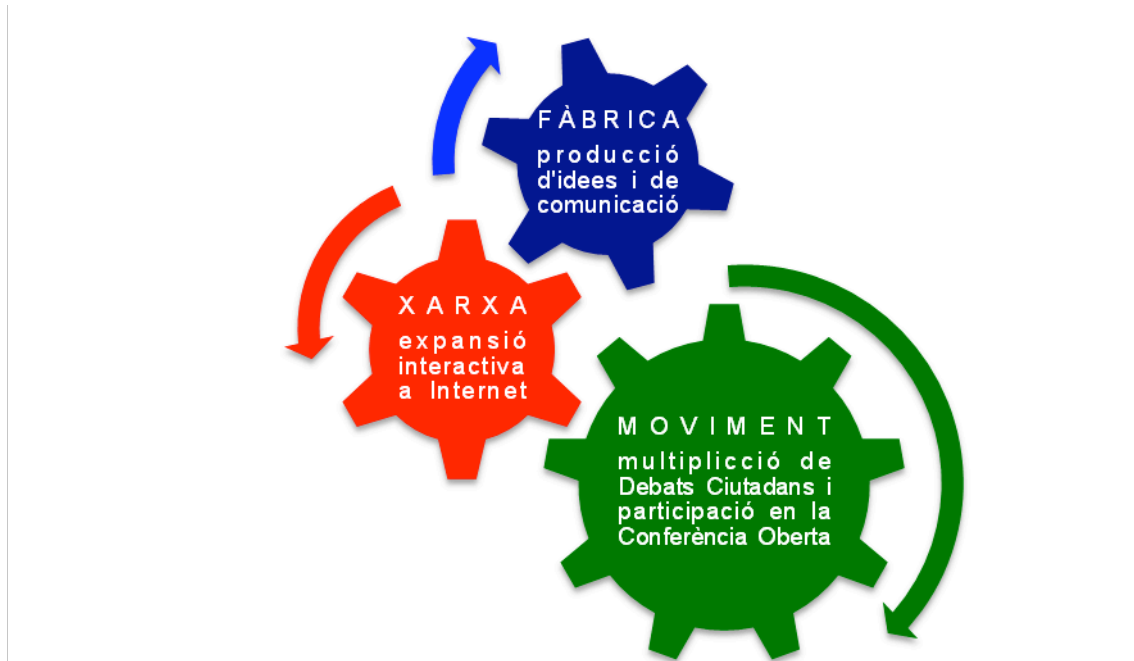 FÀBRICA
producció
d'idees i de
comunicació
XARXA
expansió
interactiva
a Internet
MOVIMENT
multiplicció de
Debats Ciutadans i
participació en la
Conferència Oberta